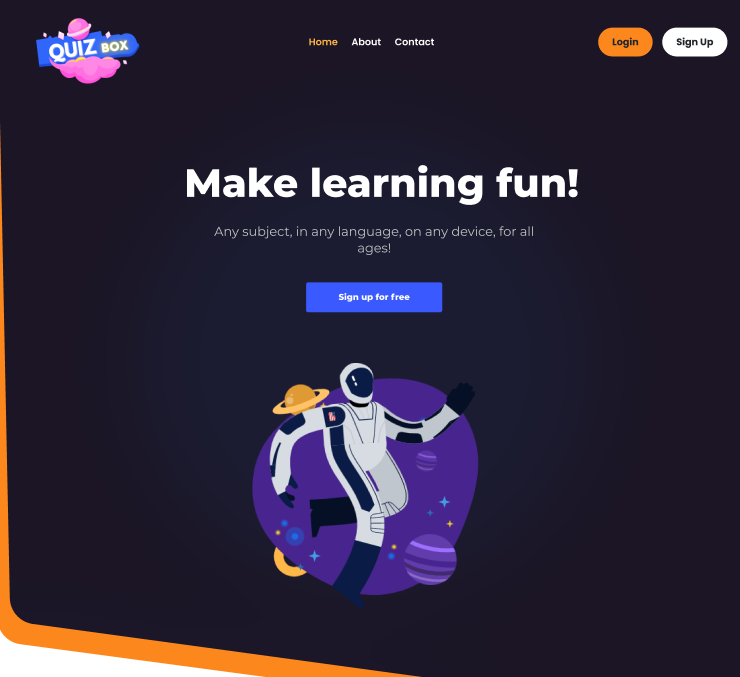 QUIZ BOX
Home About Contact
Login Sign Up
Make learning fun!
Any subject, in any language, on any device, for all
ages!
Sign up for free